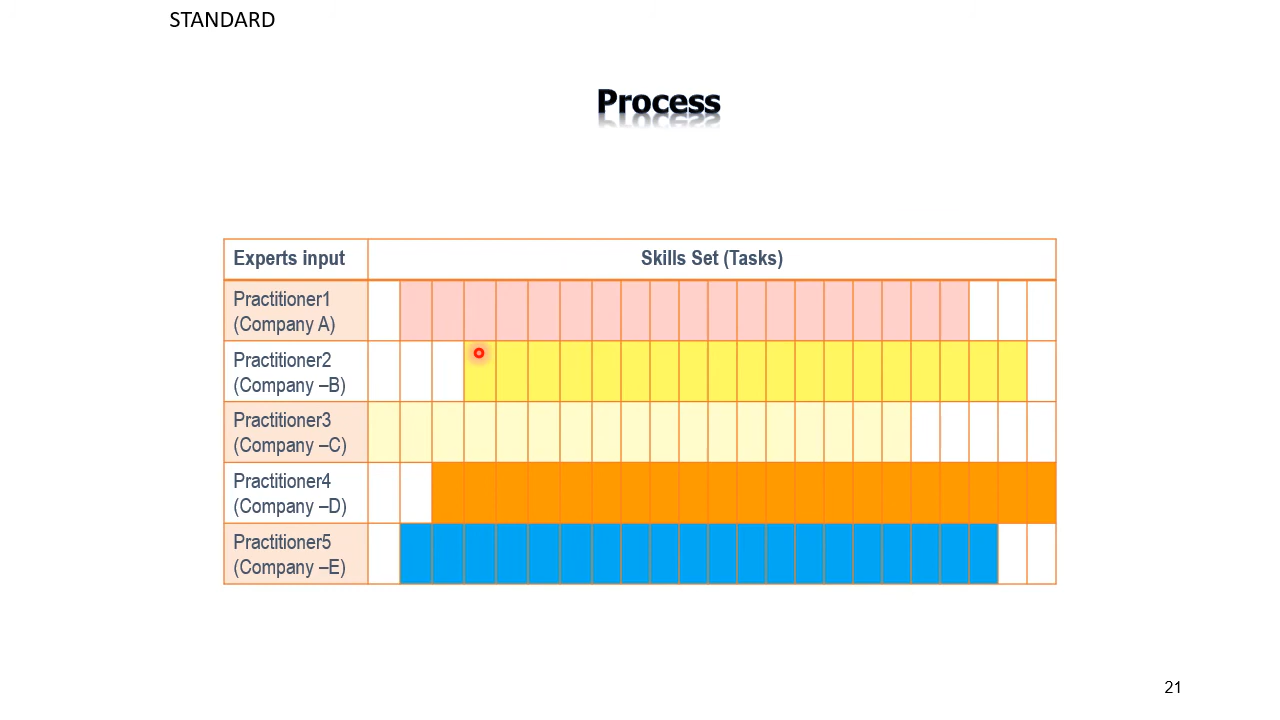 STANDARD
Process
Experts input
Skills Set (Tasks)
Practitioner1
(Company A)
Practitioner2
(Company –B)
Practitioner3
(Company –C)
Practitioner4
(Company –D)
Practitioner5
(Company –E)
21